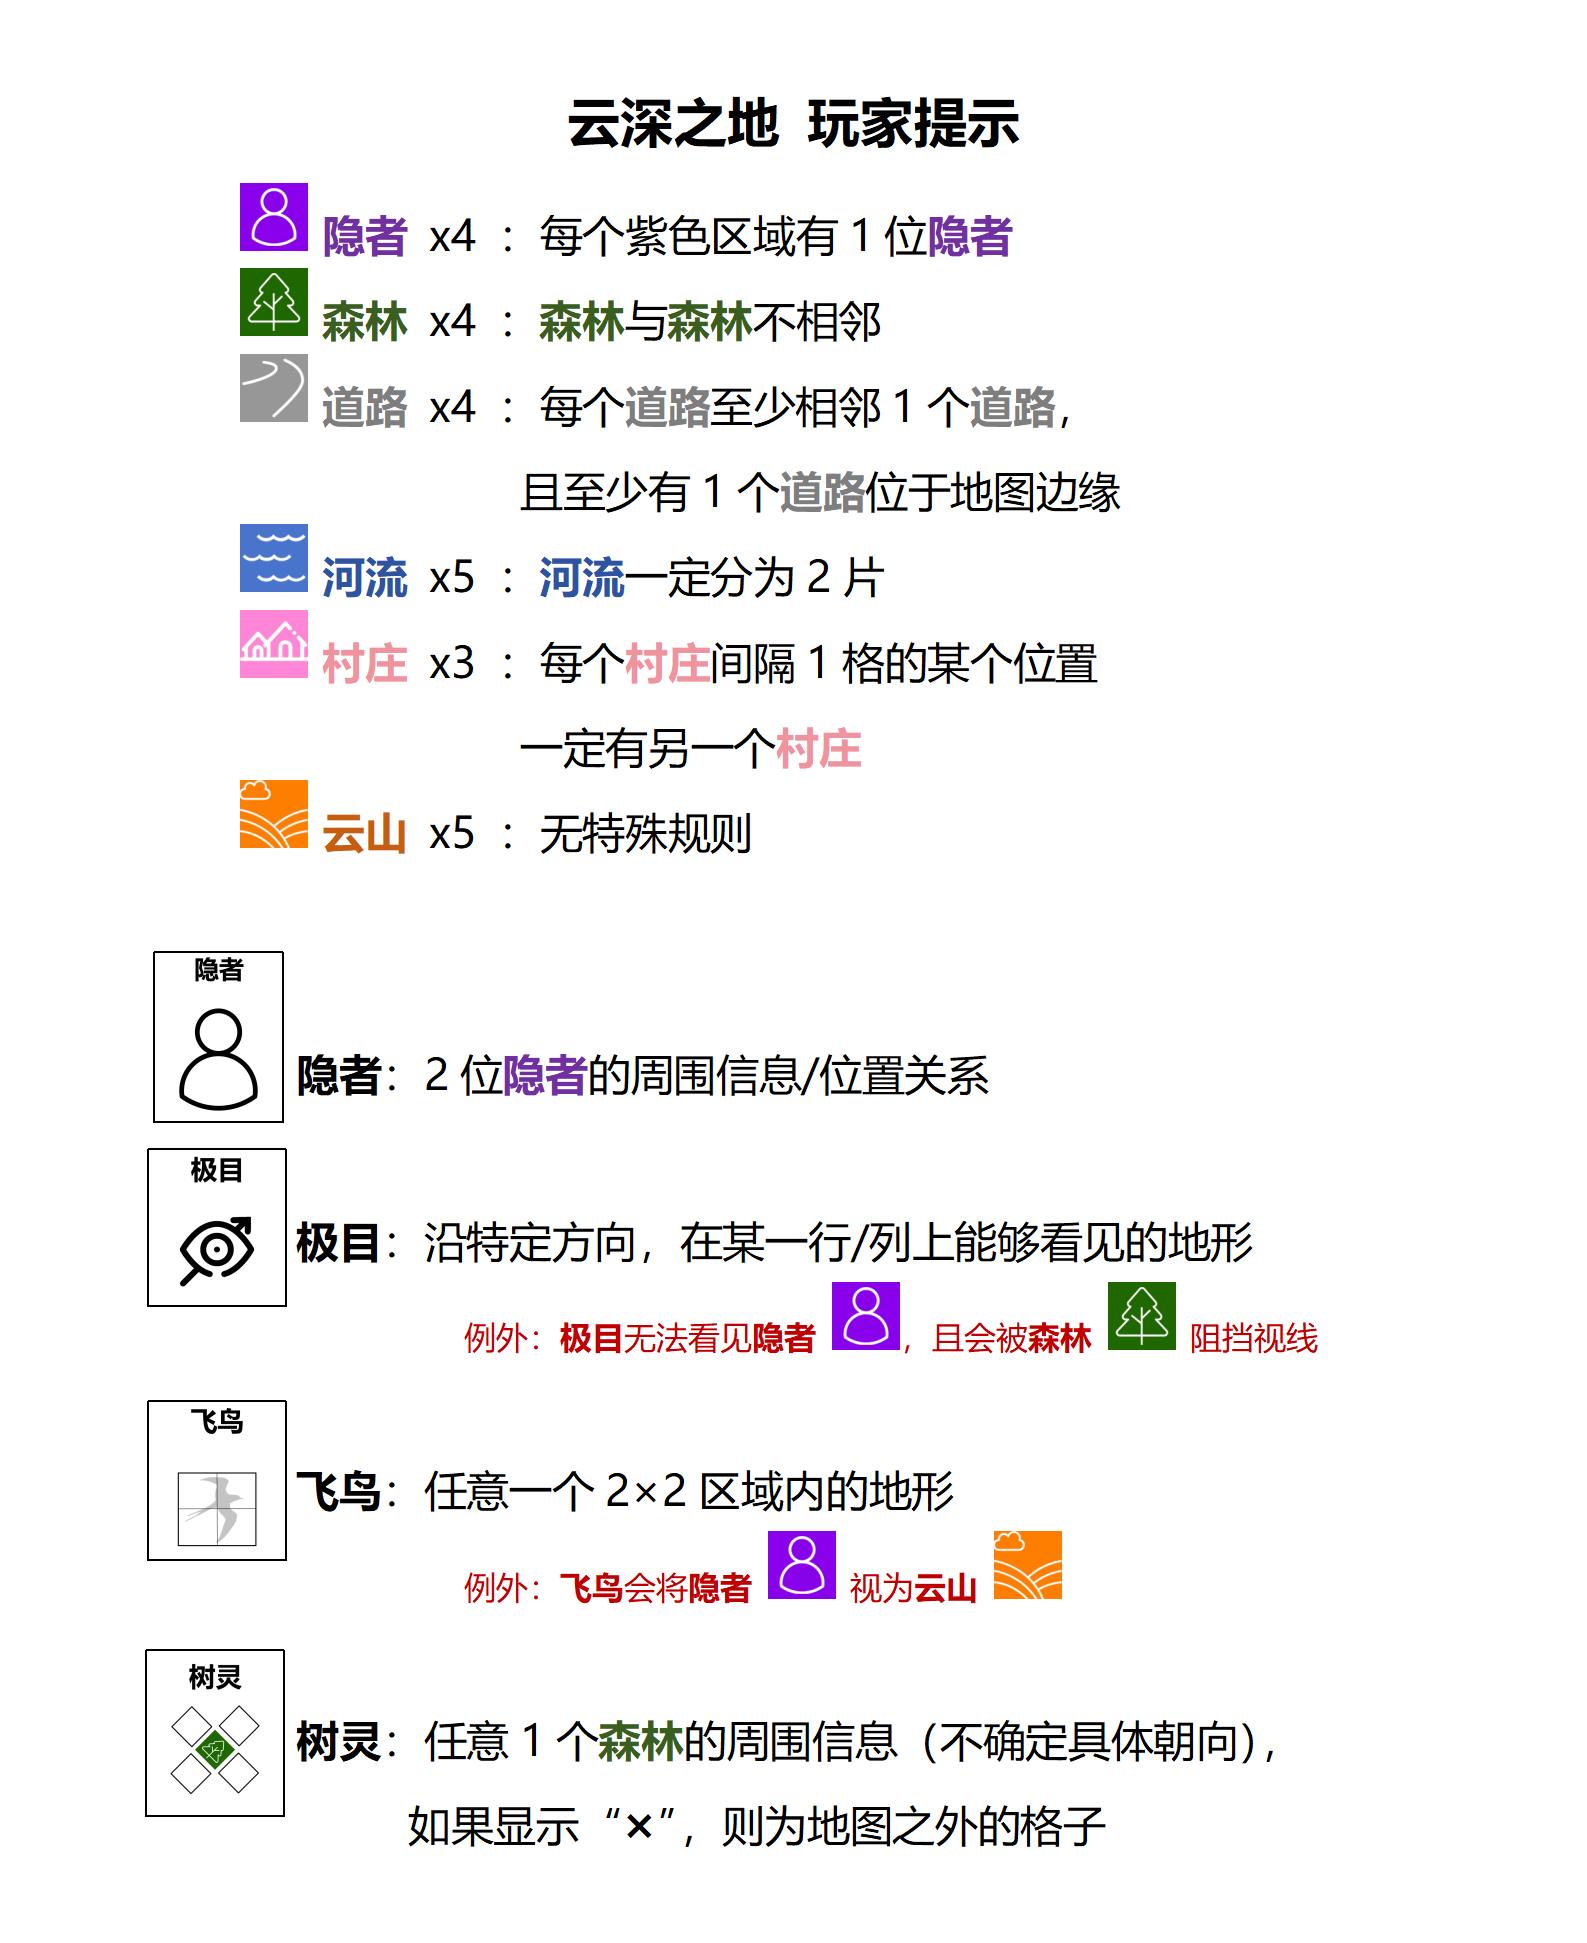 云深之地 玩家提示
隐者 x4 ：每个紫色区域有 1 位隐者
森林 x4 ：森林与森林不相邻
道路 x4 ：每个道路至少相邻 1 个道路，
且至少有 1 个道路位于地图边缘
河流 x5 ：河流一定分为 2 片
村庄 x3 ：每个村庄间隔 1 格的某个位置
一定有另一个村庄
云山 x5 ：无特殊规则
隐者
隐者：2 位隐者的周围信息/位置关系
极目
极目：沿特定方向，在某一行/列上能够看见的地形
例外：极目无法看见隐者，且会被森林阻挡视线
飞鸟
飞鸟：任意一个 2×2 区域内的地形
例外：飞鸟会将隐者视为云山
树灵
树灵：任意 1 个森林的周围信息（不确定具体朝向），
如果显示“×”，则为地图之外的格子